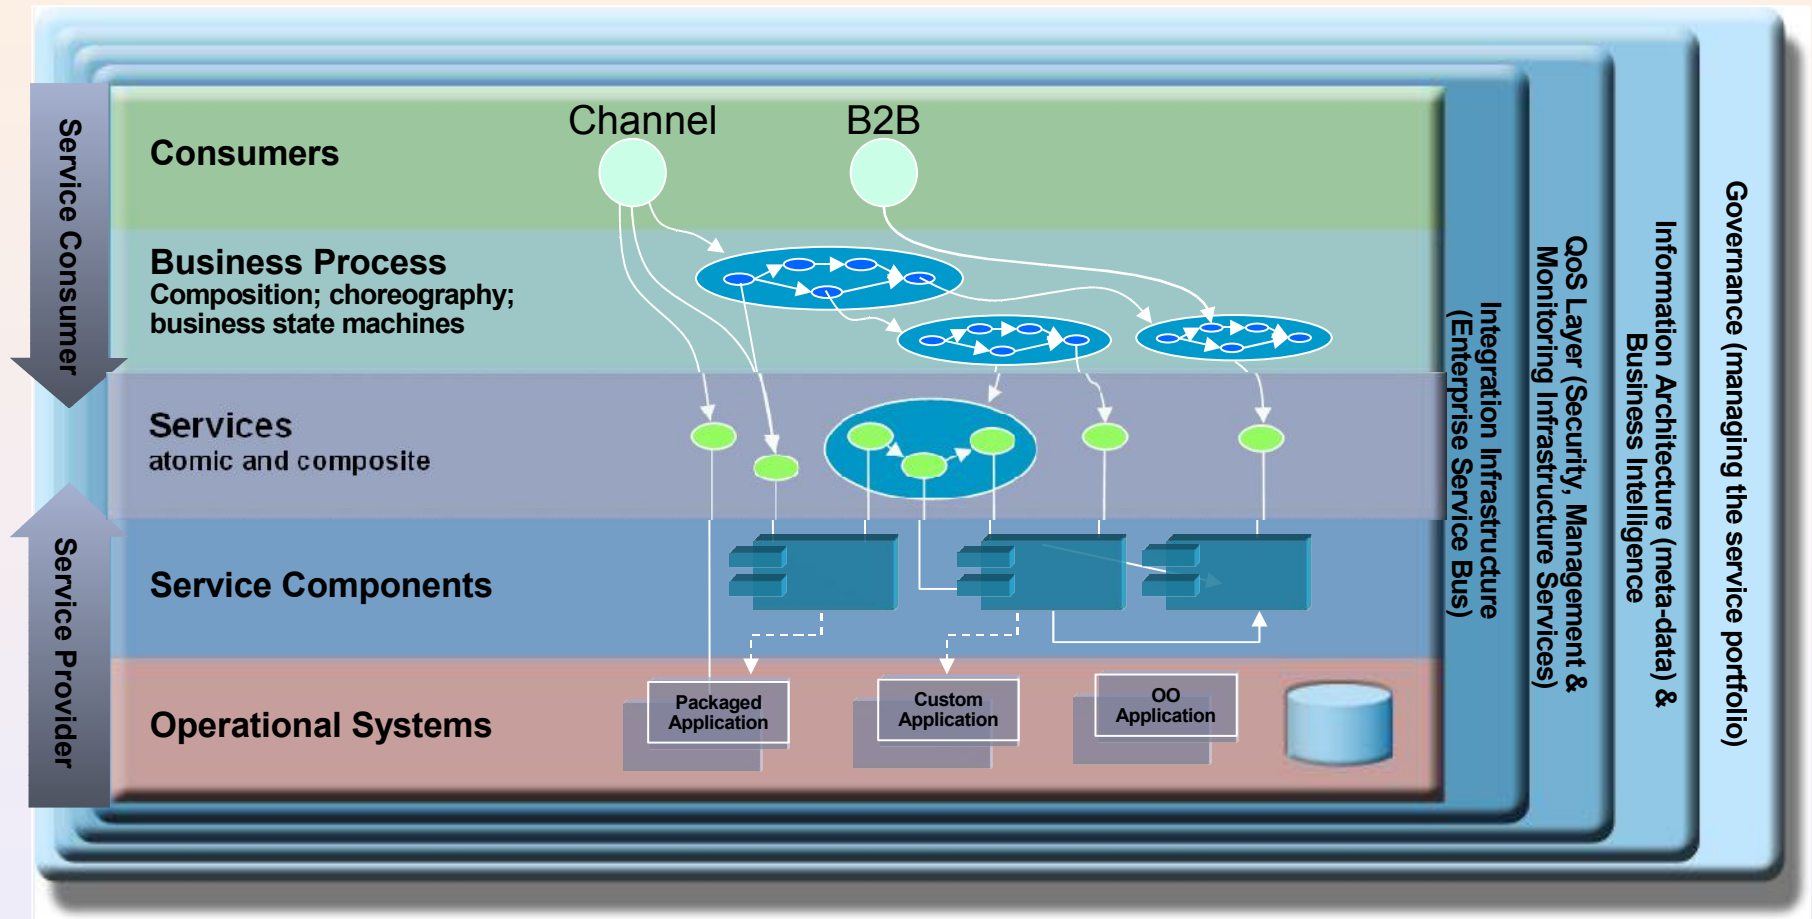 Service Consumer
Service Provider
Channel
B2B
Consumers
Business Process
Composition; choreography;
business state machines
Services
atomic and composite
Service Components
Operational Systems
Packaged
Application
Custom
Application
OO
Application
Integration Infrastructure
(Enterprise Service Bus)
QoS Layer (Security, Management &
Monitoring Infrastructure Services)
Information Architecture (meta-data) &
Business Intelligence
Governance (managing the service portfolio)